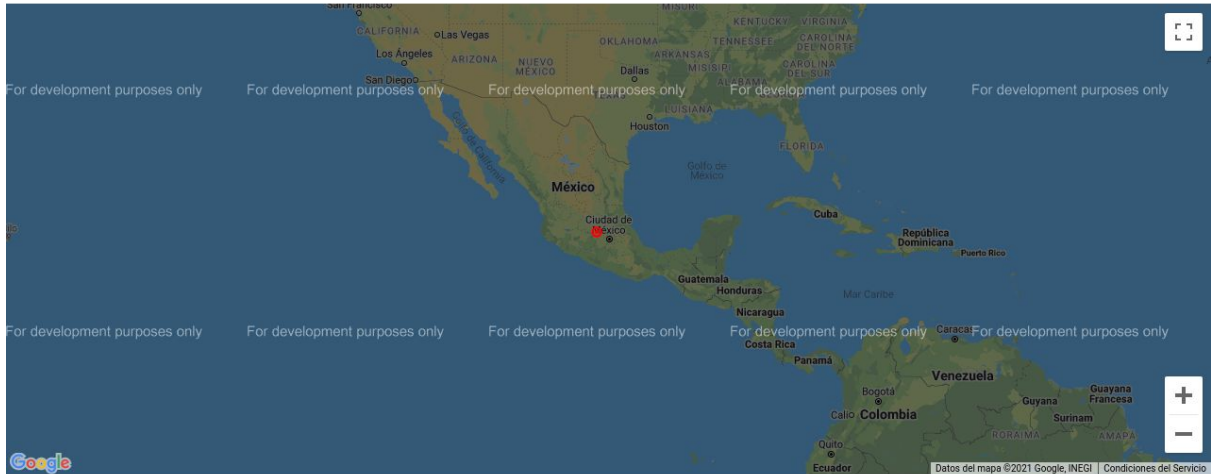 San Francisco
MISURI
KENTUCKY
VIRGINIA
CALIFORNIA
Las Vegas
OKLAHOMA
TENNESSEE
CAROLINA
DEL NORTE
Los Ángeles
ARIZONA
NUEVO
MÉXICO
ARKANSAS
MISISIPI
CAROLINA
DEL SUR
San Diego
Dallas
ALABAMA
For development purposes only
For development purposes only
For development purposes only
For development purposes only
For development purposes only
TEXAS
LUISIANA
Houston
Golfo de California
FLORIDA
Golfo de
México
México
Cuba
Ciudad de
México
República
Dominicana
Puerto Rico
Guatemala
Honduras
Mar Caribe
Nicaragua
For development purposes only
For development purposes only
For development purposes only
For development purposes only
For development purposes only
Caracas
Costa Rica
Panamá
Venezuela
Bogotá
Guyana
Guayana
Francesa
Cali
Colombia
Surinam
RORAIMA
AMAPÁ
Quito
Ecuador
Google
Datos del mapa ©2021 Google, INEGI
Condiciones del Servicio